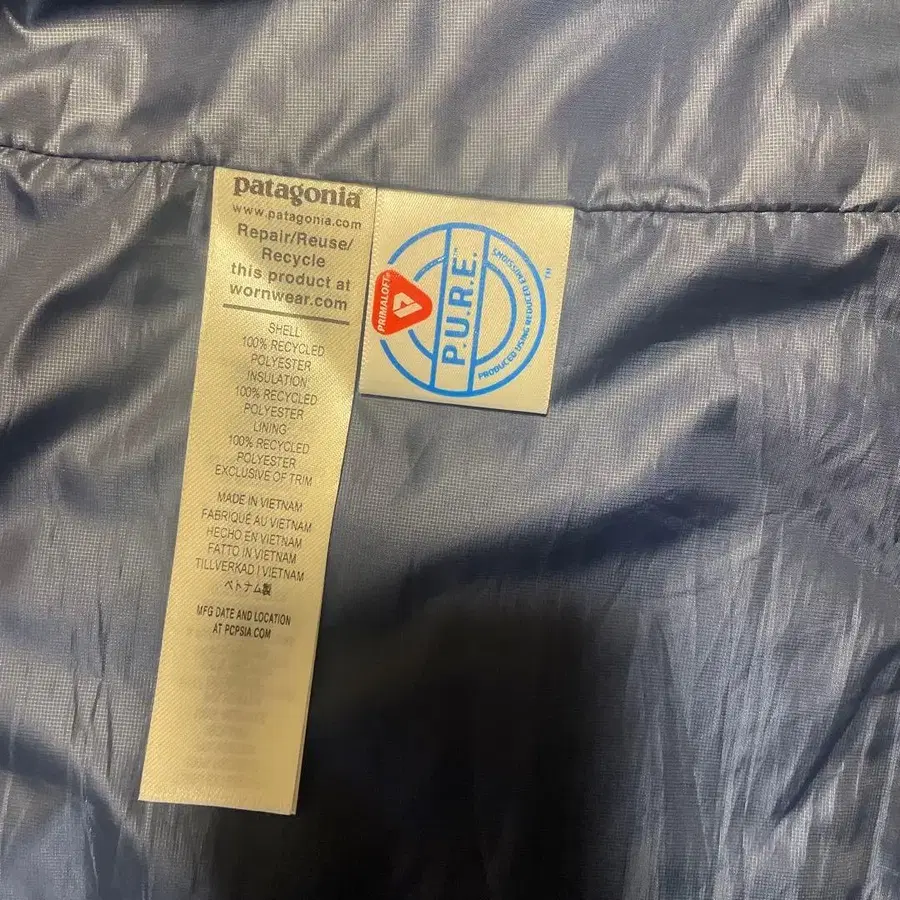 patagonia®
www.patagonia.com
Repair/Reuse/
Recycle
this product at
wornwear.com
SHELL:
100% RECYCLED
POLYESTER
INSULATION:
100% RECYCLED
POLYESTER
LINING:
100% RECYCLED
POLYESTER
EXCLUSIVE OF TRIM
MADE IN VIETNAM
FABRIQUÉ AU VIETNAM
HECHO EN VIETNAM
FATTO IN VIETNAM
TILLVERKAD I VIETNAM
ベトナム製
MFG DATE AND LOCATION
AT PCPSIA.COM
PRIMALOFT®
P.U.R.E.™
PRODUCED USING REDUCED EMISSIONS
™